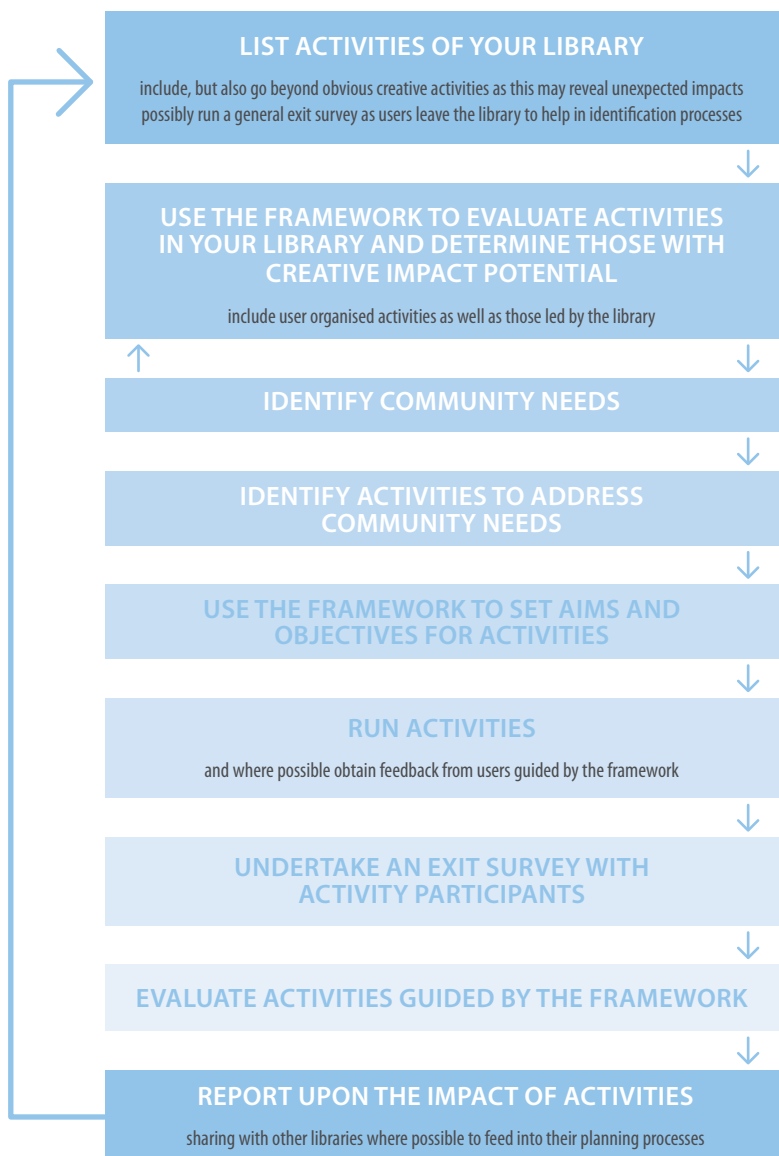 LIST ACTIVITIES OF YOUR LIBRARY
include, but also go beyond obvious creative activities as this may reveal unexpected impacts
possibly run a general exit survey as users leave the library to help in identification processes
USE THE FRAMEWORK TO EVALUATE ACTIVITIES
IN YOUR LIBRARY AND DETERMINE THOSE WITH
CREATIVE IMPACT POTENTIAL
include user organised activities as well as those led by the library
IDENTIFY COMMUNITY NEEDS
IDENTIFY ACTIVITIES TO ADDRESS
COMMUNITY NEEDS
USE THE FRAMEWORK TO SET AIMS AND
OBJECTIVES FOR ACTIVITIES
RUN ACTIVITIES
and where possible obtain feedback from users guided by the framework
UNDERTAKE AN EXIT SURVEY WITH
ACTIVITY PARTICIPANTS
EVALUATE ACTIVITIES GUIDED BY THE FRAMEWORK
REPORT UPON THE IMPACT OF ACTIVITIES
sharing with other libraries where possible to feed into their planning processes